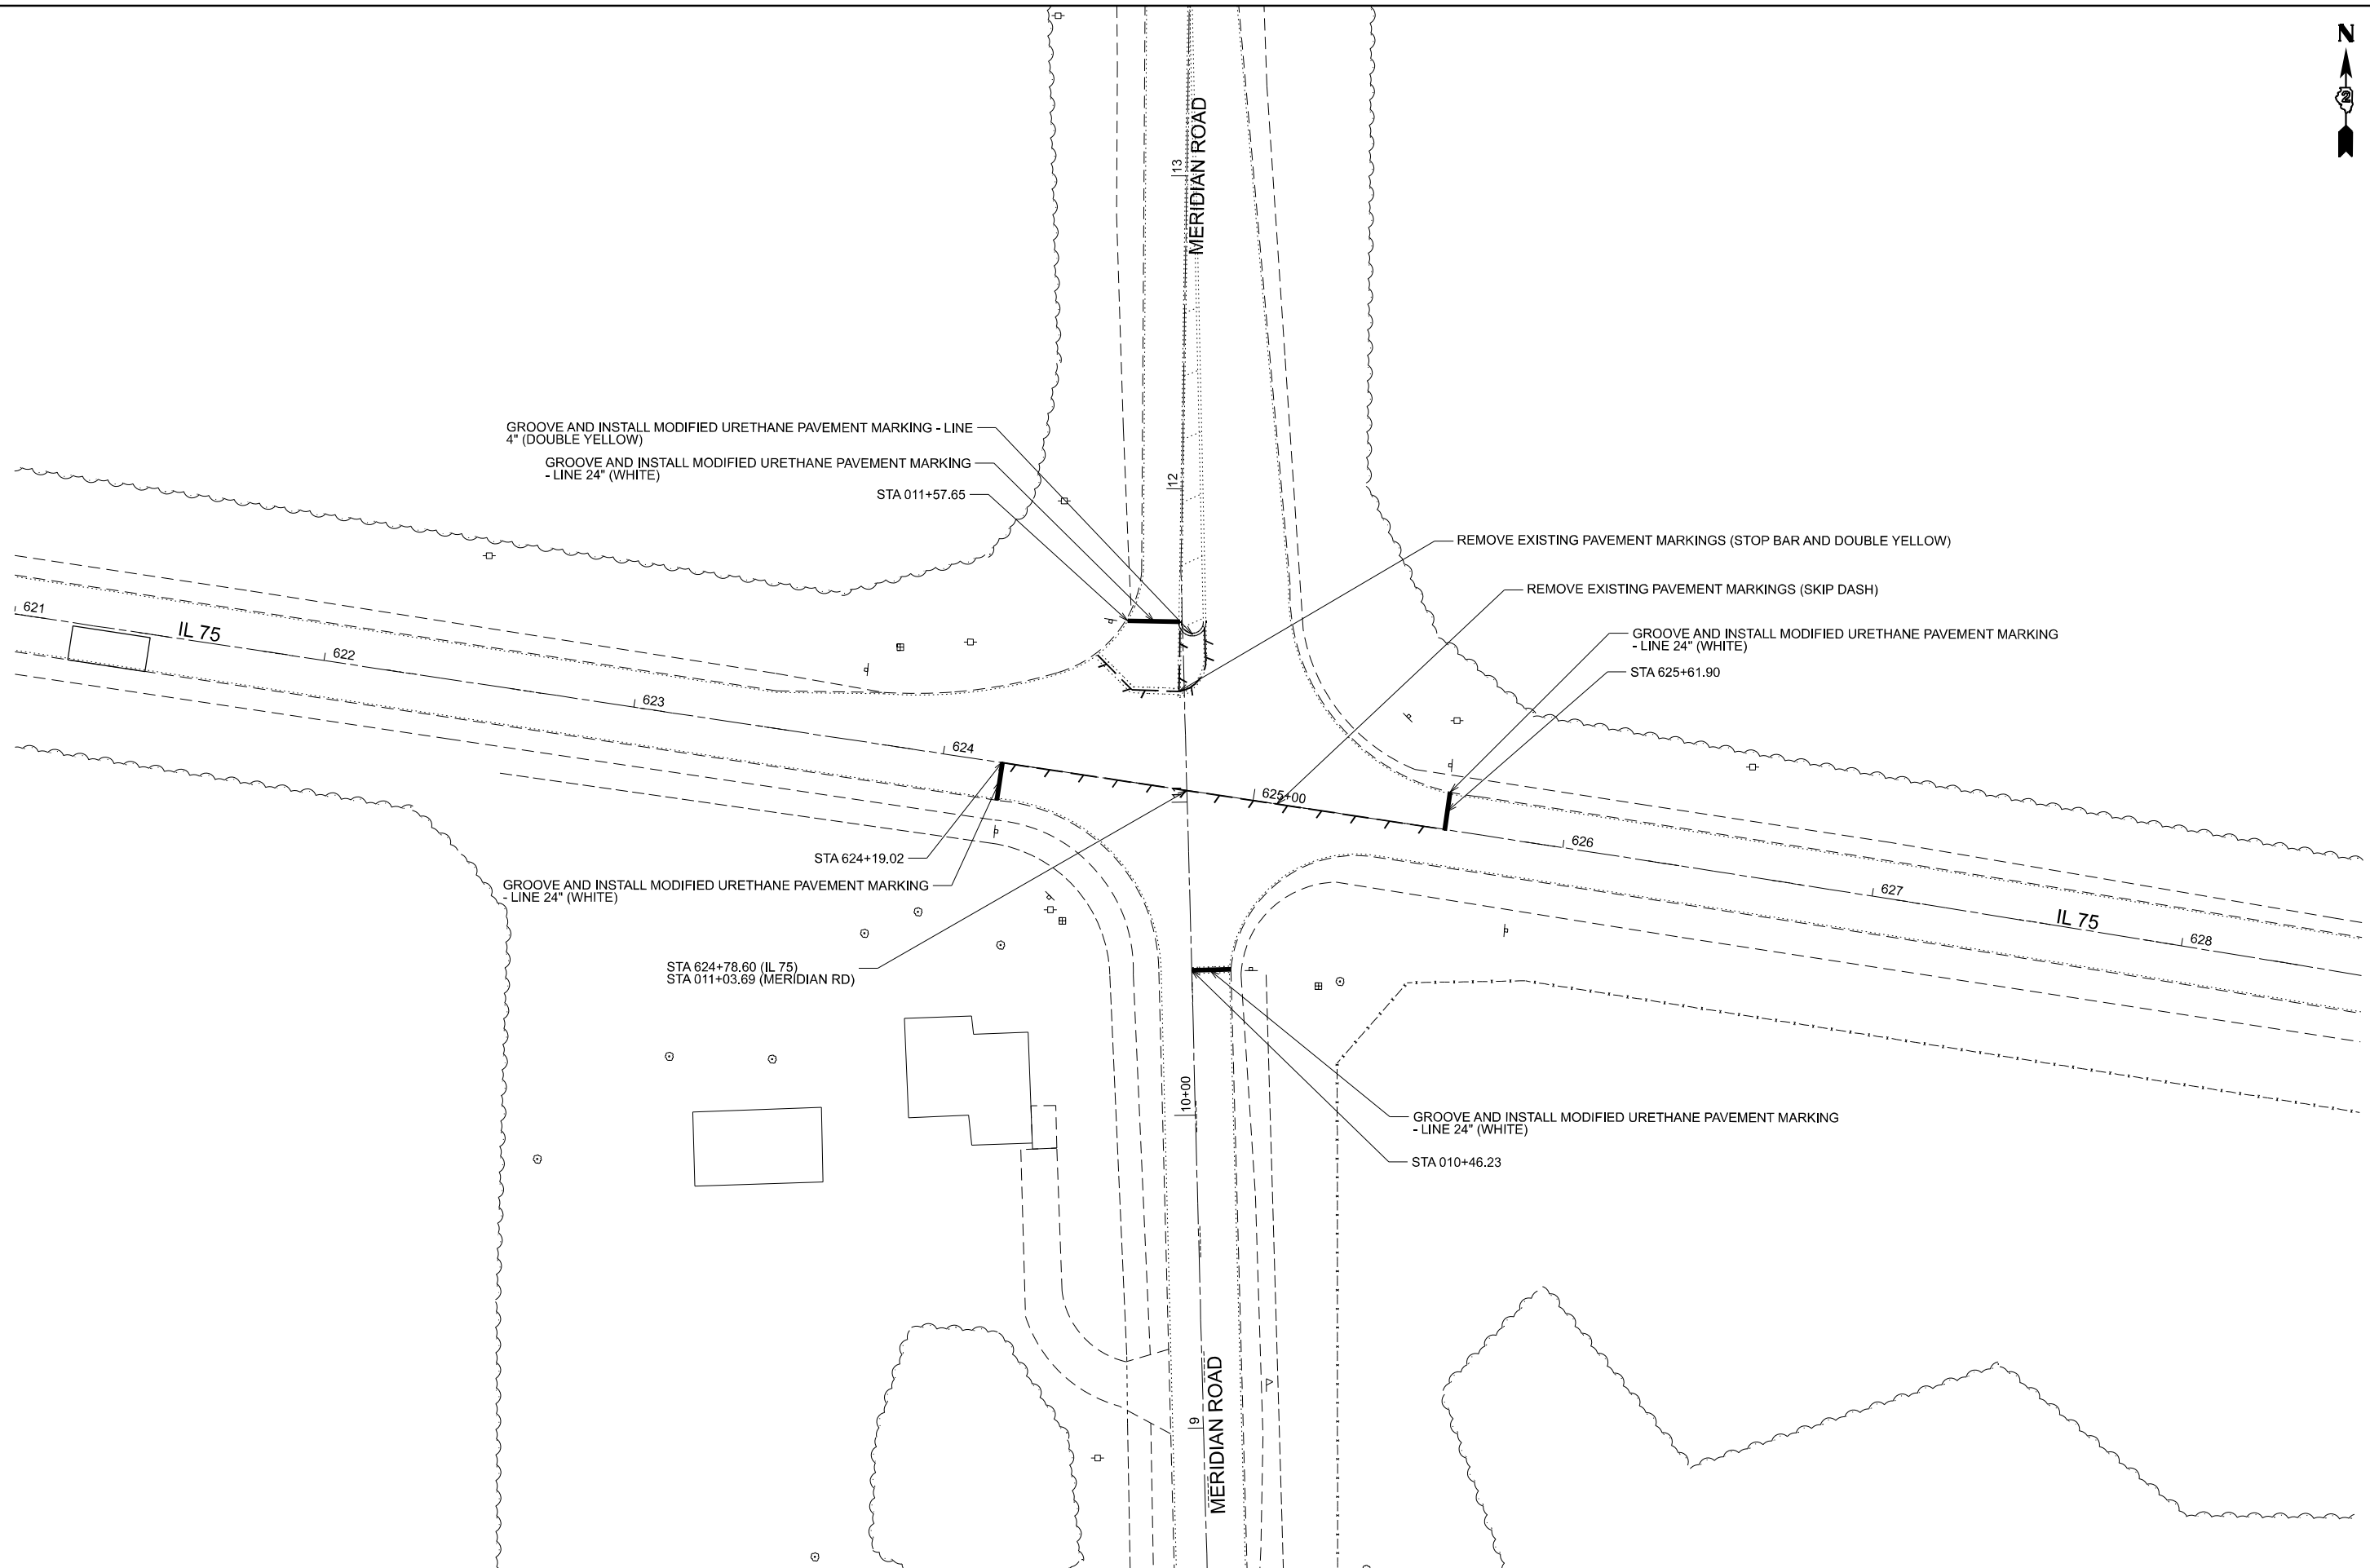 N
2
MERIDIAN ROAD
13
12
GROOVE AND INSTALL MODIFIED URETHANE PAVEMENT MARKING - LINE
4" (DOUBLE YELLOW)
GROOVE AND INSTALL MODIFIED URETHANE PAVEMENT MARKING
- LINE 24" (WHITE)
STA 011+57.65
REMOVE EXISTING PAVEMENT MARKINGS (STOP BAR AND DOUBLE YELLOW)
REMOVE EXISTING PAVEMENT MARKINGS (SKIP DASH)
GROOVE AND INSTALL MODIFIED URETHANE PAVEMENT MARKING
- LINE 24" (WHITE)
STA 625+61.90
621
IL 75
622
623
624
11
625+00
626
627
IL 75
628
STA 624+19.02
GROOVE AND INSTALL MODIFIED URETHANE PAVEMENT MARKING
- LINE 24" (WHITE)
STA 624+78.60 (IL 75)
STA 011+03.69 (MERIDIAN RD)
10+00
GROOVE AND INSTALL MODIFIED URETHANE PAVEMENT MARKING
- LINE 24" (WHITE)
STA 010+46.23
9
MERIDIAN ROAD